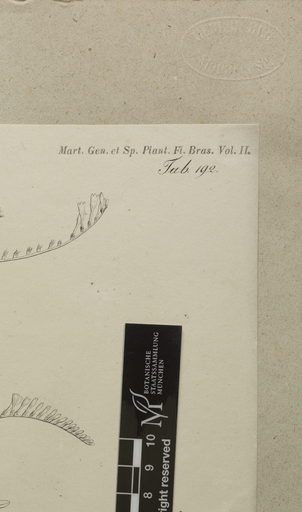 Mart. Gen. et Sp. Plant. Fl. Bras. Vol. II.
Tab. 192.
BOTANISCHE
STAATSSAMMLUNG
MÜNCHEN
8 9 10
right reserved